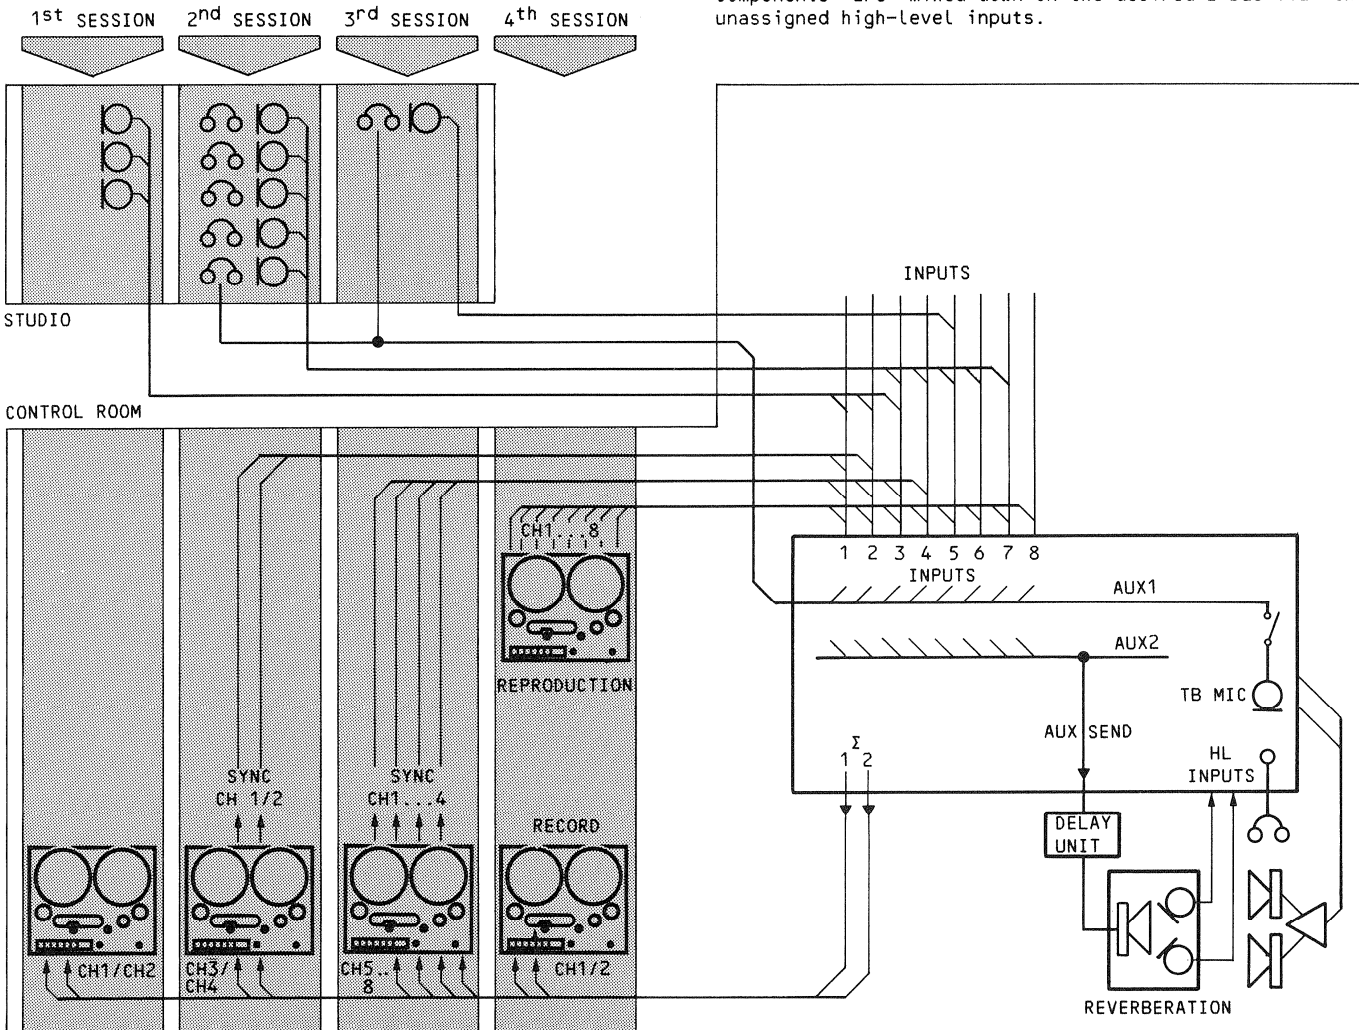 unassigned high-level inputs.
1st SESSION
2nd SESSION
3rd SESSION
4th SESSION
STUDIO
INPUTS
CONTROL ROOM
CH1...8
1 2 3 4 5 6 7 8
INPUTS
AUX1
AUX2
REPRODUCTION
TB MIC
AUX SEND
Σ
1 2
HL
INPUTS
SYNC
CH 1/2
SYNC
CH1...4
RECORD
DELAY
UNIT
CH1/CH2
CH3/
CH4
CH5..
8
CH1/2
REVERBERATION